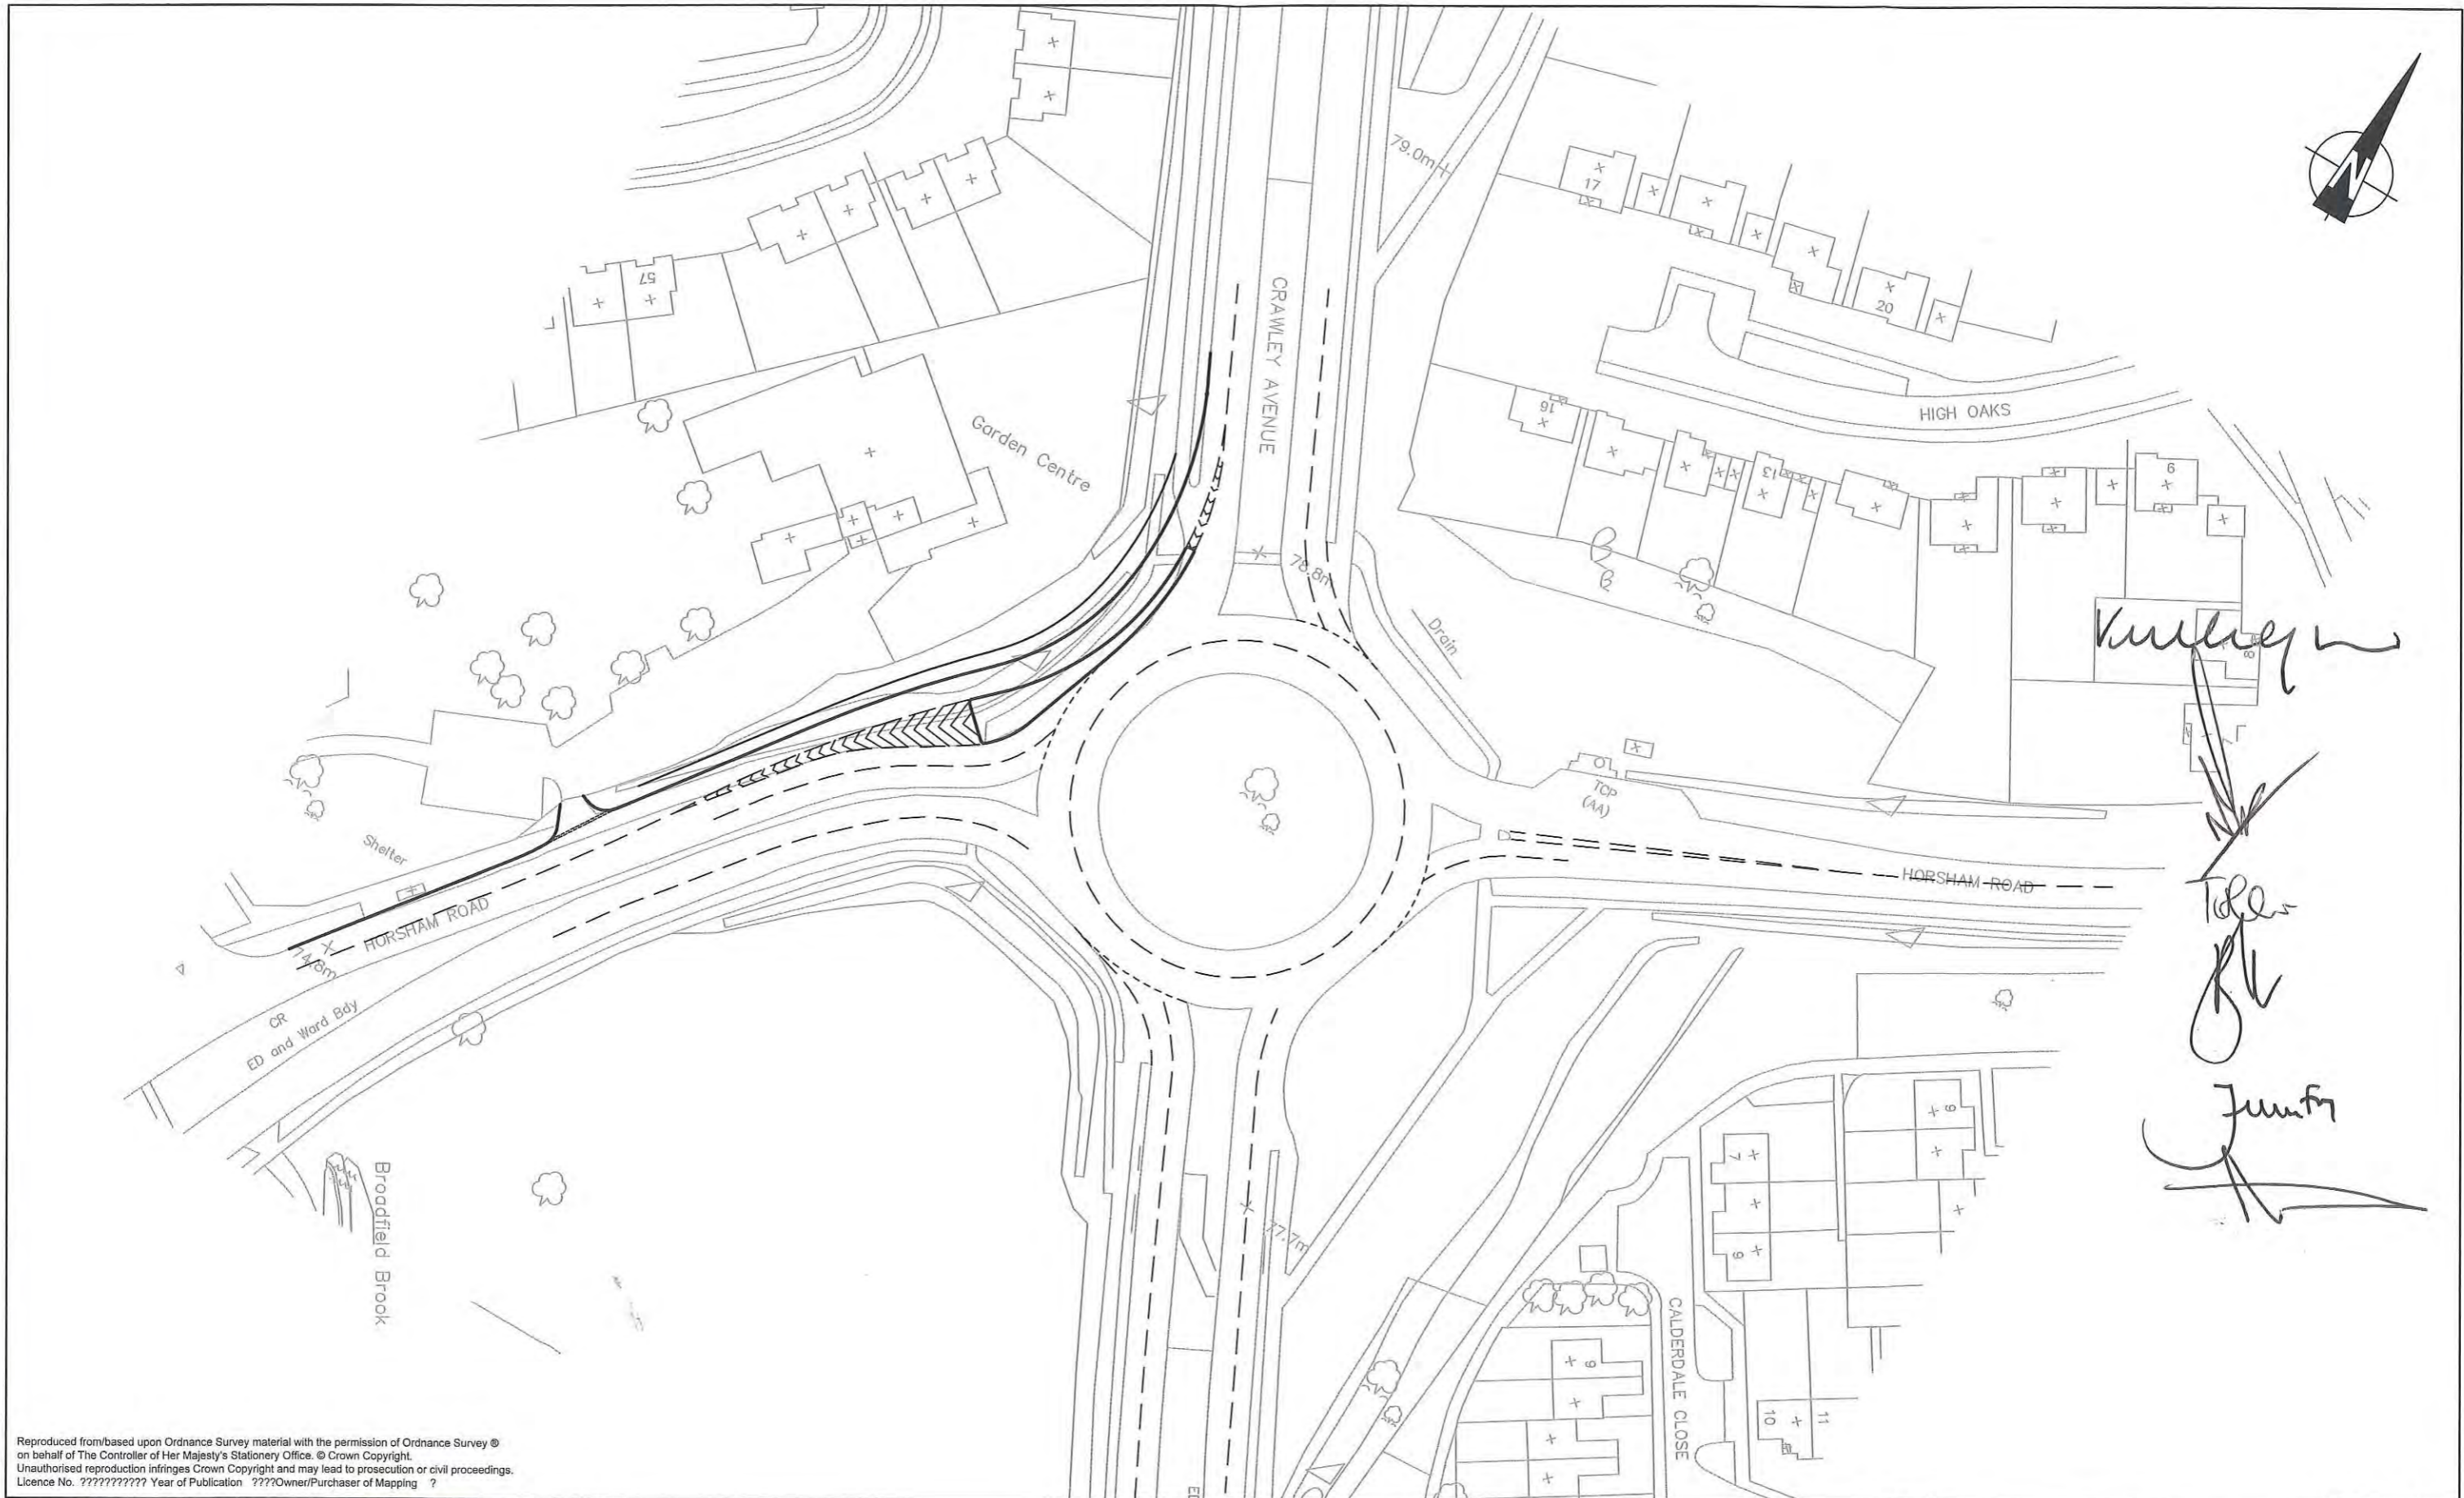 79.0m
17
57
20
CRAWLEY AVENUE
HIGH OAKS
16
Garden Centre
13
9
78.8m
Drain
8
TCP
(AA)
Shelter
HORSHAM ROAD
HORSHAM ROAD
74.8m
CR
ED and Ward Bdy
9
7
9
Broadfield Brook
77.7m
CALDERDALE CLOSE
9
10
11
Reproduced from/based upon Ordnance Survey material with the permission of Ordnance Survey ®
on behalf of The Controller of Her Majesty's Stationery Office. © Crown Copyright.
Unauthorised reproduction infringes Crown Copyright and may lead to prosecution or civil proceedings.
Licence No. ??????????? Year of Publication ????Owner/Purchaser of Mapping ?